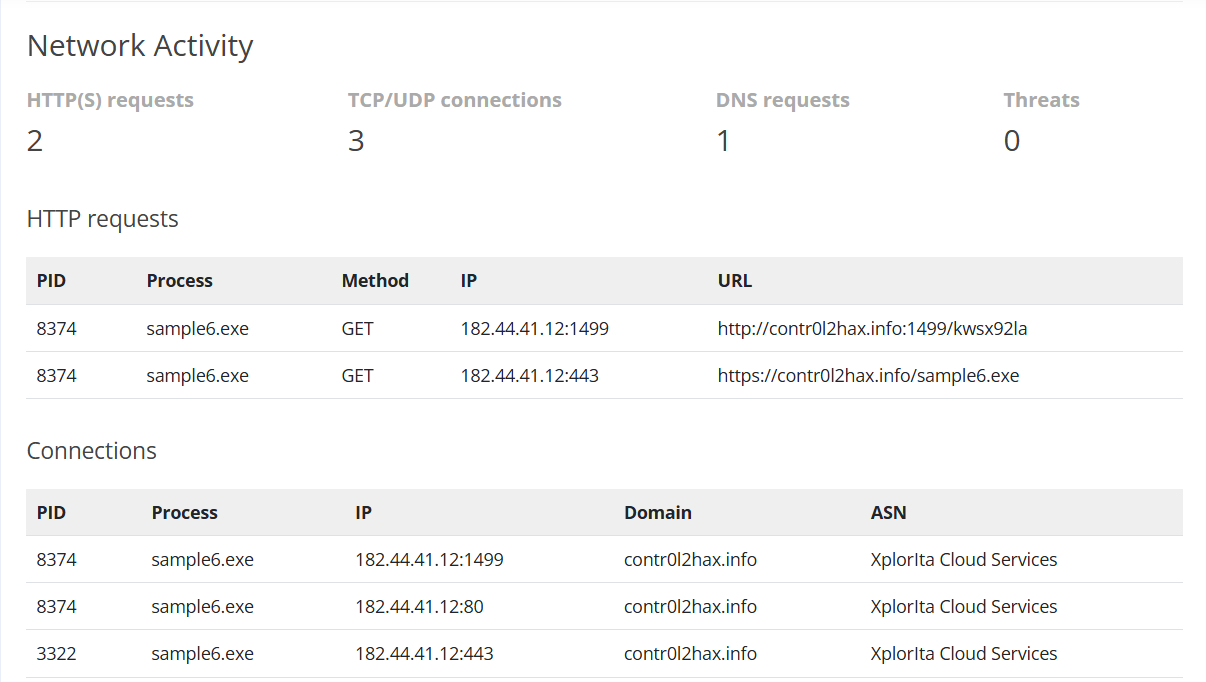 Network Activity
HTTP(S) requests TCP/UDP connections DNS requests Threats
2 3 1 0
HTTP requests
PID Process Method IP URL
8374 sample6.exe GET 182.44.41.12:1499 http://contr0l2hax.info:1499/kwsx92la
8374 sample6.exe GET 182.44.41.12:443 https://contr0l2hax.info/sample6.exe
Connections
PID Process IP Domain ASN
8374 sample6.exe 182.44.41.12:1499 contr0l2hax.info XplorIta Cloud Services
8374 sample6.exe 182.44.41.12:80 contr0l2hax.info XplorIta Cloud Services
3322 sample6.exe 182.44.41.12:443 contr0l2hax.info XplorIta Cloud Services